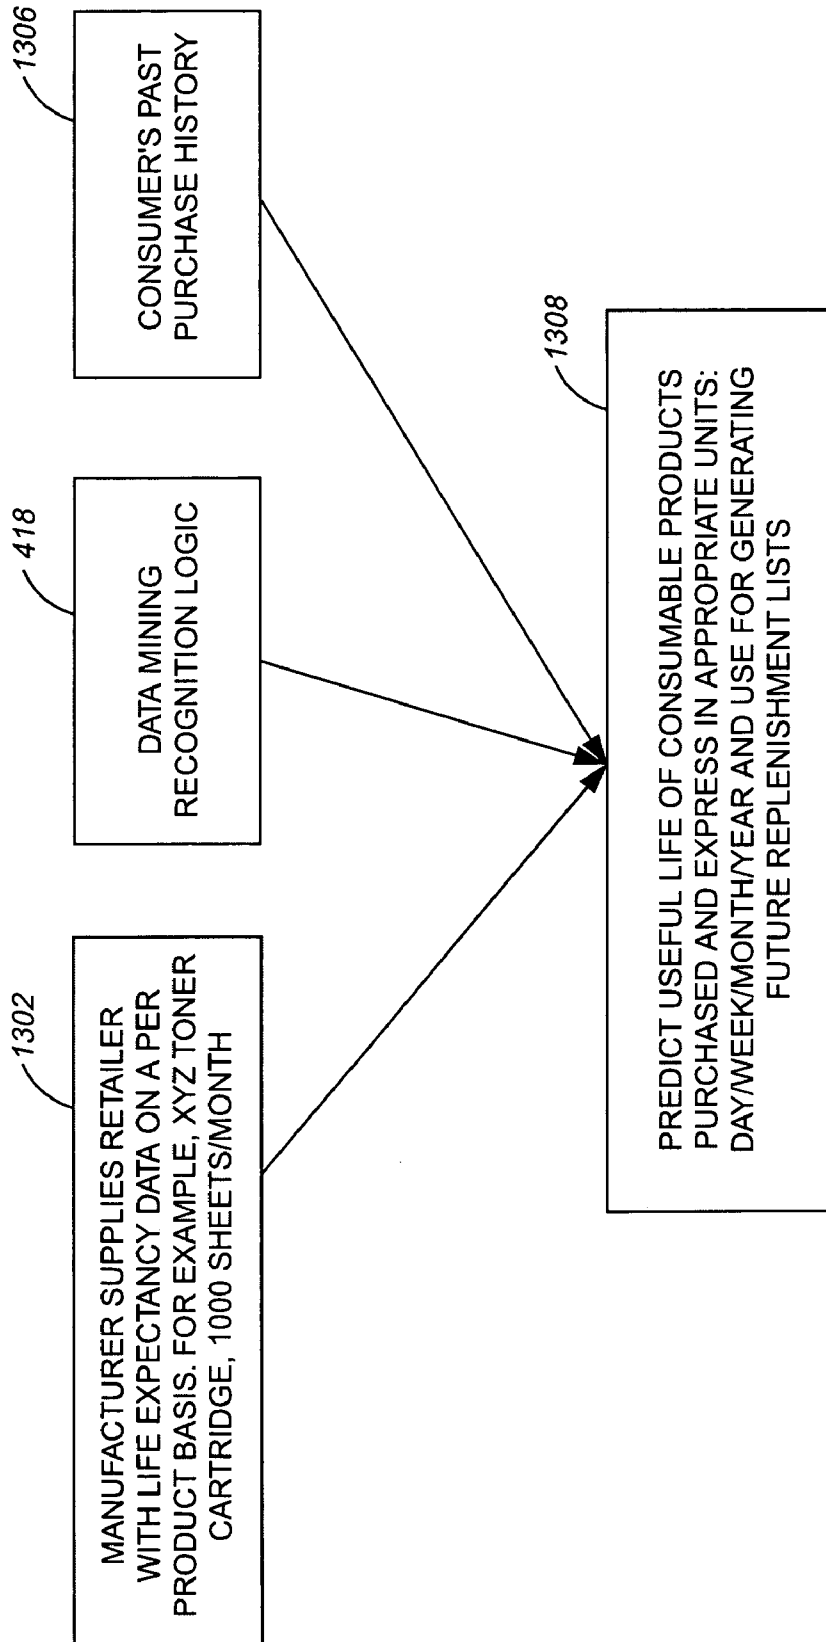 1302
MANUFACTURER SUPPLIES RETAILER
WITH LIFE EXPECTANCY DATA ON A PER
PRODUCT BASIS. FOR EXAMPLE, XYZ TONER
CARTRIDGE, 1000 SHEETS/MONTH
418
DATA MINING
RECOGNITION LOGIC
1306
CONSUMER'S PAST
PURCHASE HISTORY
1308
PREDICT USEFUL LIFE OF CONSUMABLE PRODUCTS
PURCHASED AND EXPRESS IN APPROPRIATE UNITS:
DAY/WEEK/MONTH/YEAR AND USE FOR GENERATING
FUTURE REPLENISHMENT LISTS